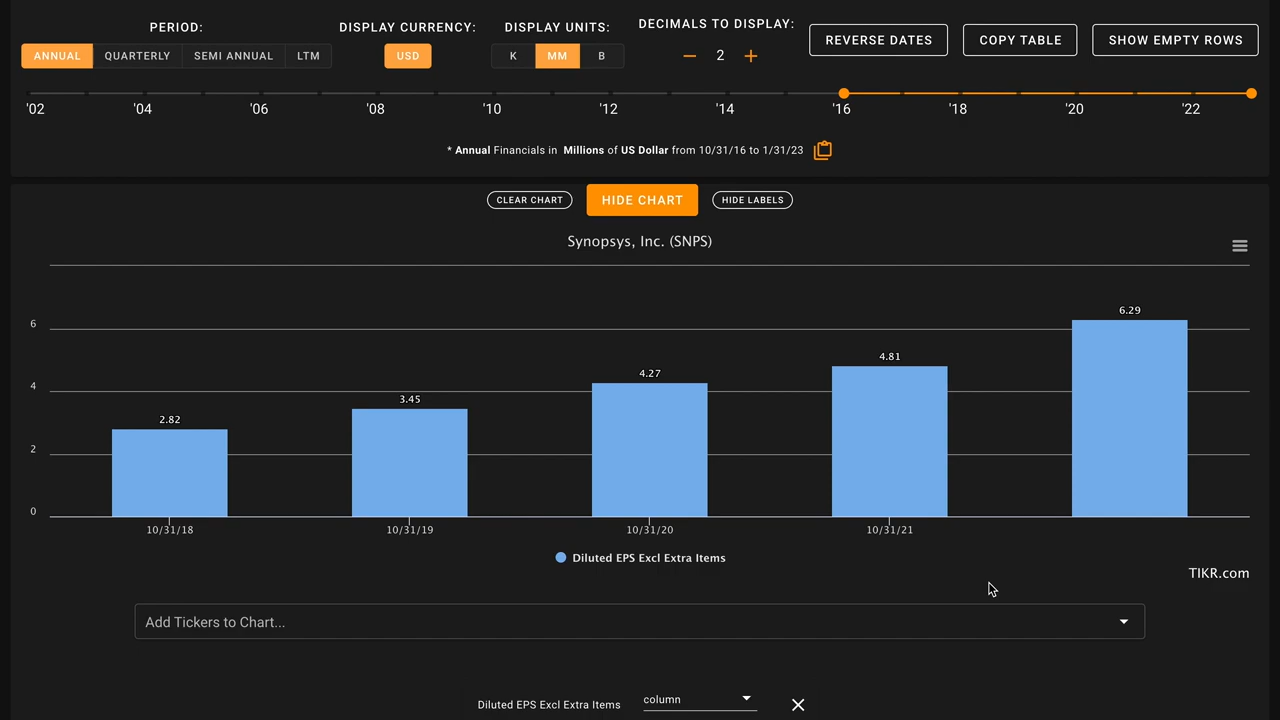 PERIOD:
DISPLAY CURRENCY:
DISPLAY UNITS:
DECIMALS TO DISPLAY:
ANNUAL
QUARTERLY
SEMI ANNUAL
LTM
USD
K
MM
B
2
REVERSE DATES
COPY TABLE
SHOW EMPTY ROWS
'02
'04
'06
'08
'10
'12
'14
'16
'18
'20
'22
* Annual Financials in Millions of US Dollar from 10/31/16 to 1/31/23
CLEAR CHART
HIDE CHART
HIDE LABELS
Synopsys, Inc. (SNPS)
6
4
2
0
2.82
3.45
4.27
4.81
6.29
10/31/18
10/31/19
10/31/20
10/31/21
Diluted EPS Excl Extra Items
TIKR.com
Add Tickers to Chart...
Diluted EPS Excl Extra Items
column